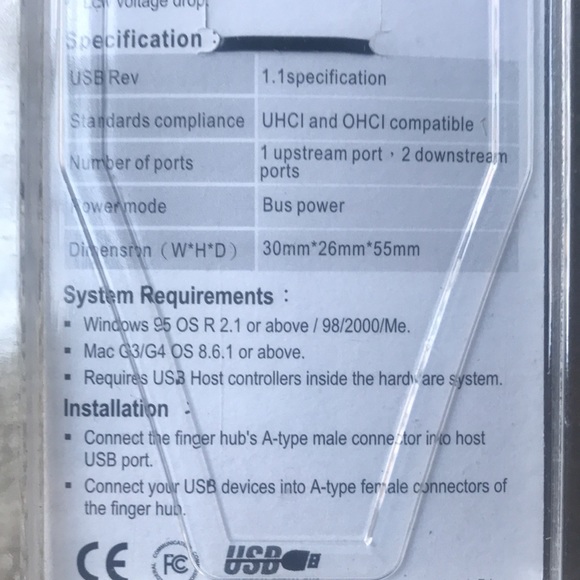 Low voltage drop.
Specification :
USB Rev 1.1specification
Standards compliance UHCI and OHCI compatible
Number of ports 1 upstream port , 2 downstream
ports
Power mode Bus power
Dimension ( W*H*D ) 30mm*26mm*55mm
System Requirements :
▪ Windows 95 OS R 2.1 or above / 98/2000/Me.
▪ Mac G3/G4 OS 8.6.1 or above.
▪ Requires USB Host controllers inside the hardware system.
Installation :
▪ Connect the finger hub's A-type male connector into host
USB port.
▪ Connect your USB devices into A-type female connectors of
the finger hub.
CE FC USB